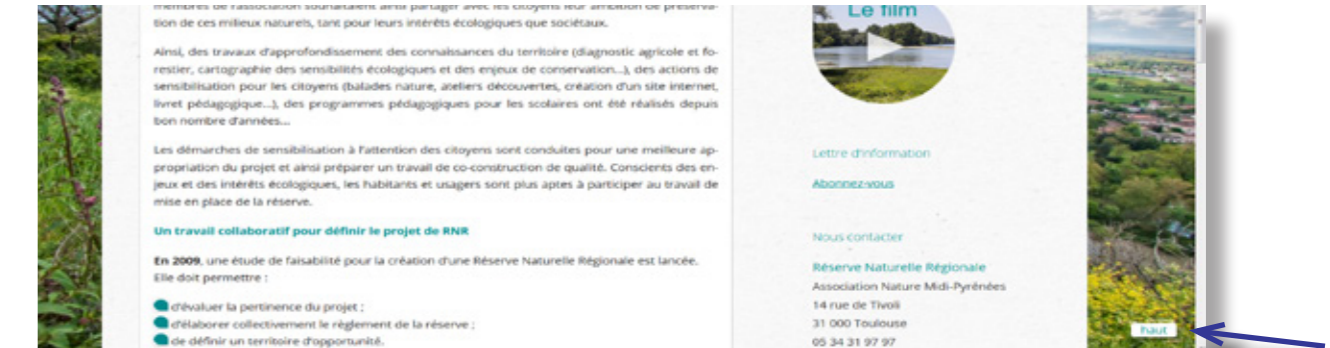 membres de l'association souhaitaient ainsi partager avec les citoyens leur ambition de préserva-
tion de ces milieux naturels, tant pour leurs intérêts écologiques que sociétaux.
Ainsi, des travaux d'approfondissement des connaissances du territoire (diagnostic agricole et fo-
restier, cartographie des sensibilités écologiques et des enjeux de conservation...), des actions de
sensibilisation pour les citoyens (balades nature, ateliers découvertes, création d'un site internet,
livret pédagogique...), des programmes pédagogiques pour les scolaires ont été réalisés depuis
bon nombre d'années...
Les démarches de sensibilisation à l'attention des citoyens sont conduites pour une meilleure ap-
propriation du projet et ainsi préparer un travail de co-construction de qualité. Conscients des en-
jeux et des intérêts écologiques, les habitants et usagers sont plus aptes à participer au travail de
mise en place de la réserve.
Un travail collaboratif pour définir le projet de RNR
En 2009, une étude de faisabilité pour la création d'une Réserve Naturelle Régionale est lancée.
Elle doit permettre :
d'évaluer la pertinence du projet ;
d'élaborer collectivement le règlement de la réserve ;
de définir un territoire d'opportunité.
Le film
Lettre d'information
Abonnez-vous
Nous contacter
Réserve Naturelle Régionale
Association Nature Midi-Pyrénées
14 rue de Tivoli
31 000 Toulouse
05 34 31 97 97
haut